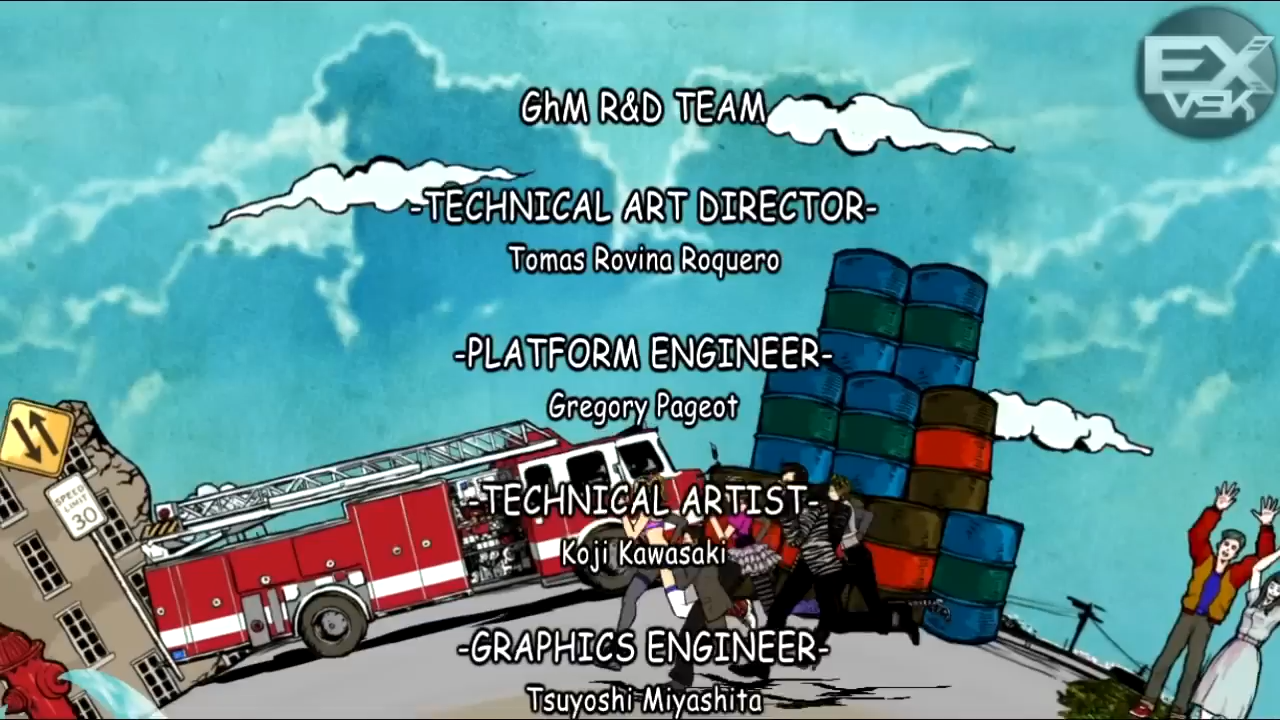 EX
VSK
GhM R&D TEAM
-TECHNICAL ART DIRECTOR-
Tomas Rovina Roquero
-PLATFORM ENGINEER-
Gregory Pageot
-TECHNICAL ARTIST-
Koji Kawasaki
SPEED
LIMIT
30
-GRAPHICS ENGINEER-
Tsuyoshi Miyashita